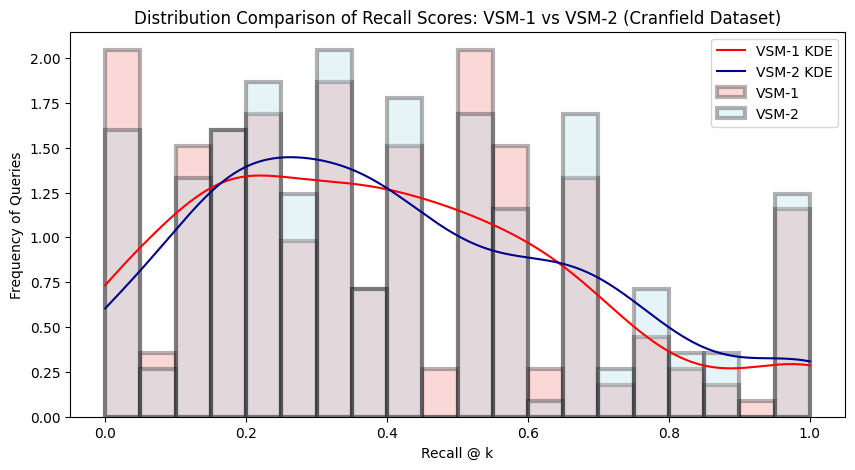 Distribution Comparison of Recall Scores: VSM-1 vs VSM-2 (Cranfield Dataset)
VSM-1 KDE
VSM-2 KDE
VSM-1
VSM-2
Frequency of Queries
2.00
1.75
1.50
1.25
1.00
0.75
0.50
0.25
0.00
0.0 0.2 0.4 0.6 0.8 1.0
Recall @ k